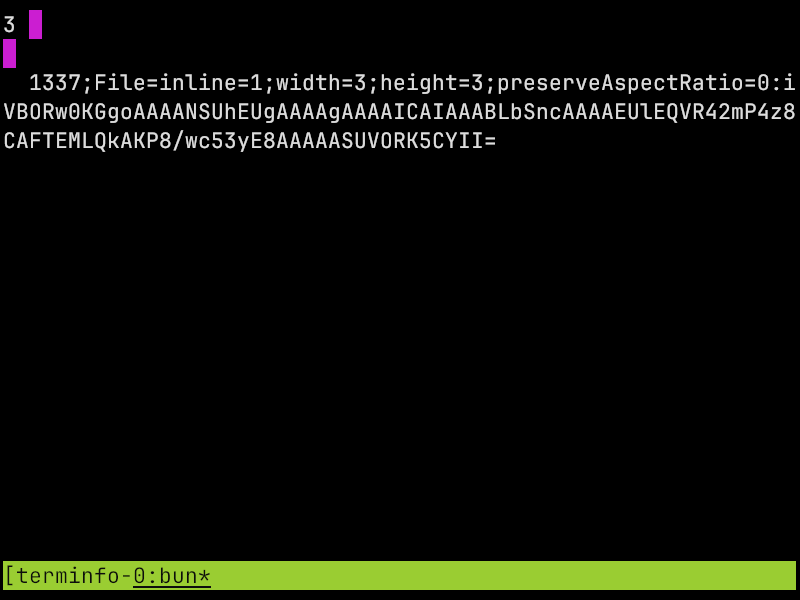 3
1337;File=inline=1;width=3;height=3;preserveAspectRatio=0:i
VBORw0KGgoAAAANSUhEUgAAAAgAAAAICAIAAABLbSncAAAAEUlEQVR42mP4z8
CAFTEMLQkAKP8/wc53yE8AAAAASUVORK5CYII=
[terminfo-0:bun*